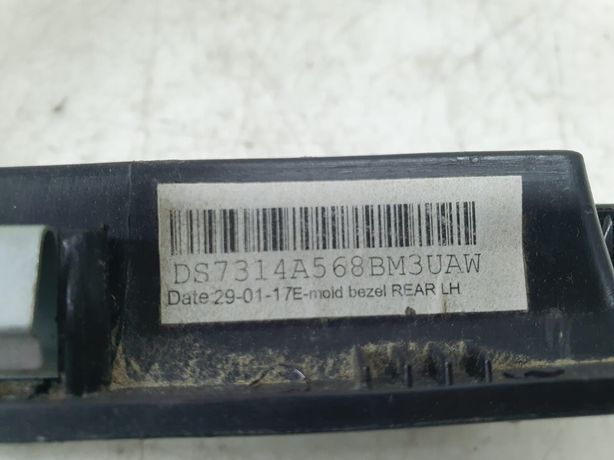 DS7314A568BM3UAW
Date:29-01-17E-mold bezel REAR LH